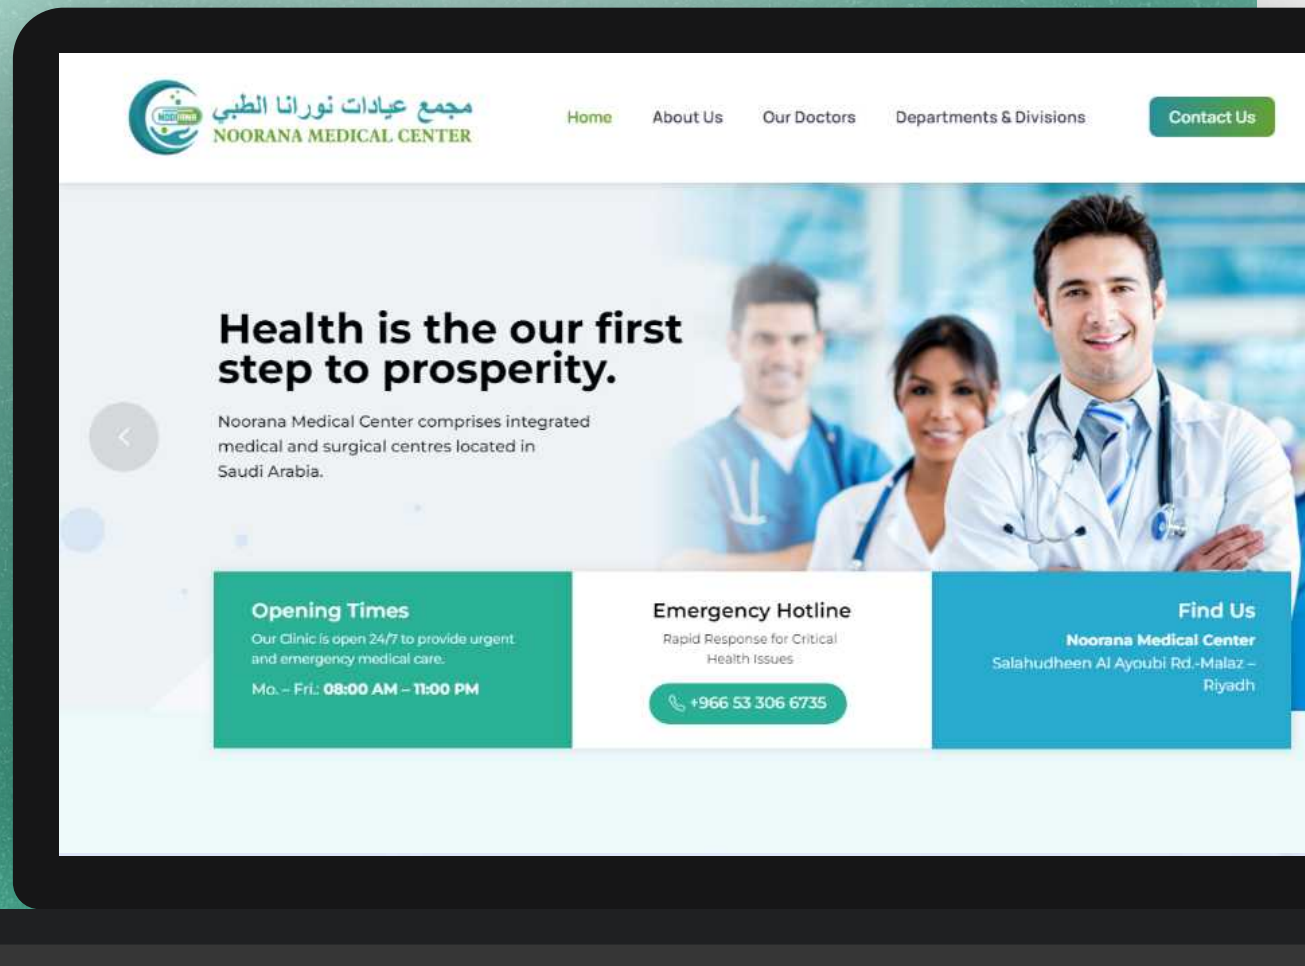 مجمع عيادات نورانا الطبي
NOORANA
NOORANA MEDICAL CENTER
Home
About Us
Our Doctors
Departments & Divisions
Contact Us
Health is the our first
step to prosperity.
Noorana Medical Center comprises integrated
medical and surgical centres located in
Saudi Arabia.
Opening Times
Our Clinic is open 24/7 to provide urgent
and emergency medical care.
Mo. – Fri.: 08:00 AM – 11:00 PM
Emergency Hotline
Rapid Response for Critical
Health Issues
+966 53 306 6735
Find Us
Noorana Medical Center
Salahudheen Al Ayoubi Rd.-Malaz –
Riyadh